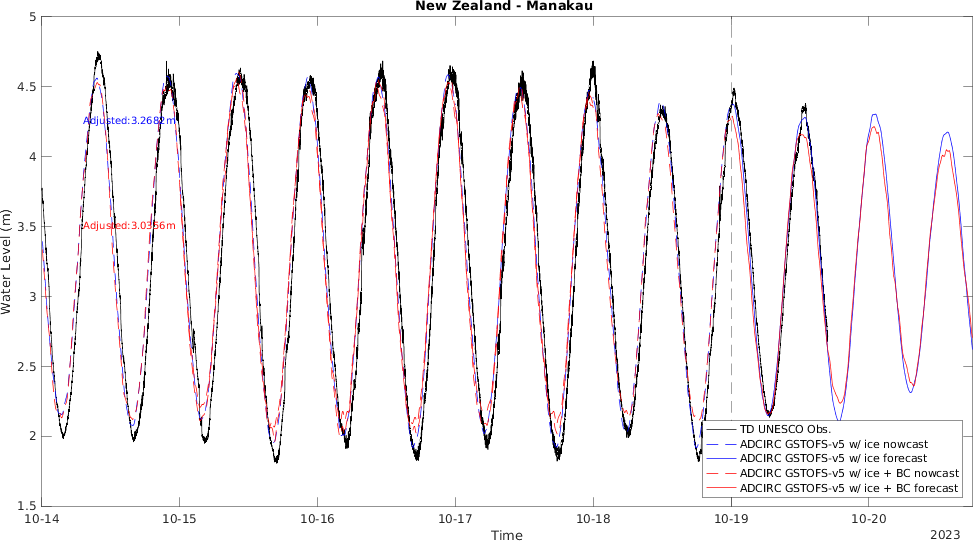 New Zealand - Manakau
5
4.5
4
3.5
3
2.5
2
1.5
Water Level (m)
Adjusted:3.2682m
Adjusted:3.0356m
TD UNESCO Obs.
ADCIRC GSTOFS-v5 w/ ice nowcast
ADCIRC GSTOFS-v5 w/ ice forecast
ADCIRC GSTOFS-v5 w/ ice + BC nowcast
ADCIRC GSTOFS-v5 w/ ice + BC forecast
10-14 10-15 10-16 10-17 10-18 10-19 10-20
Time
2023